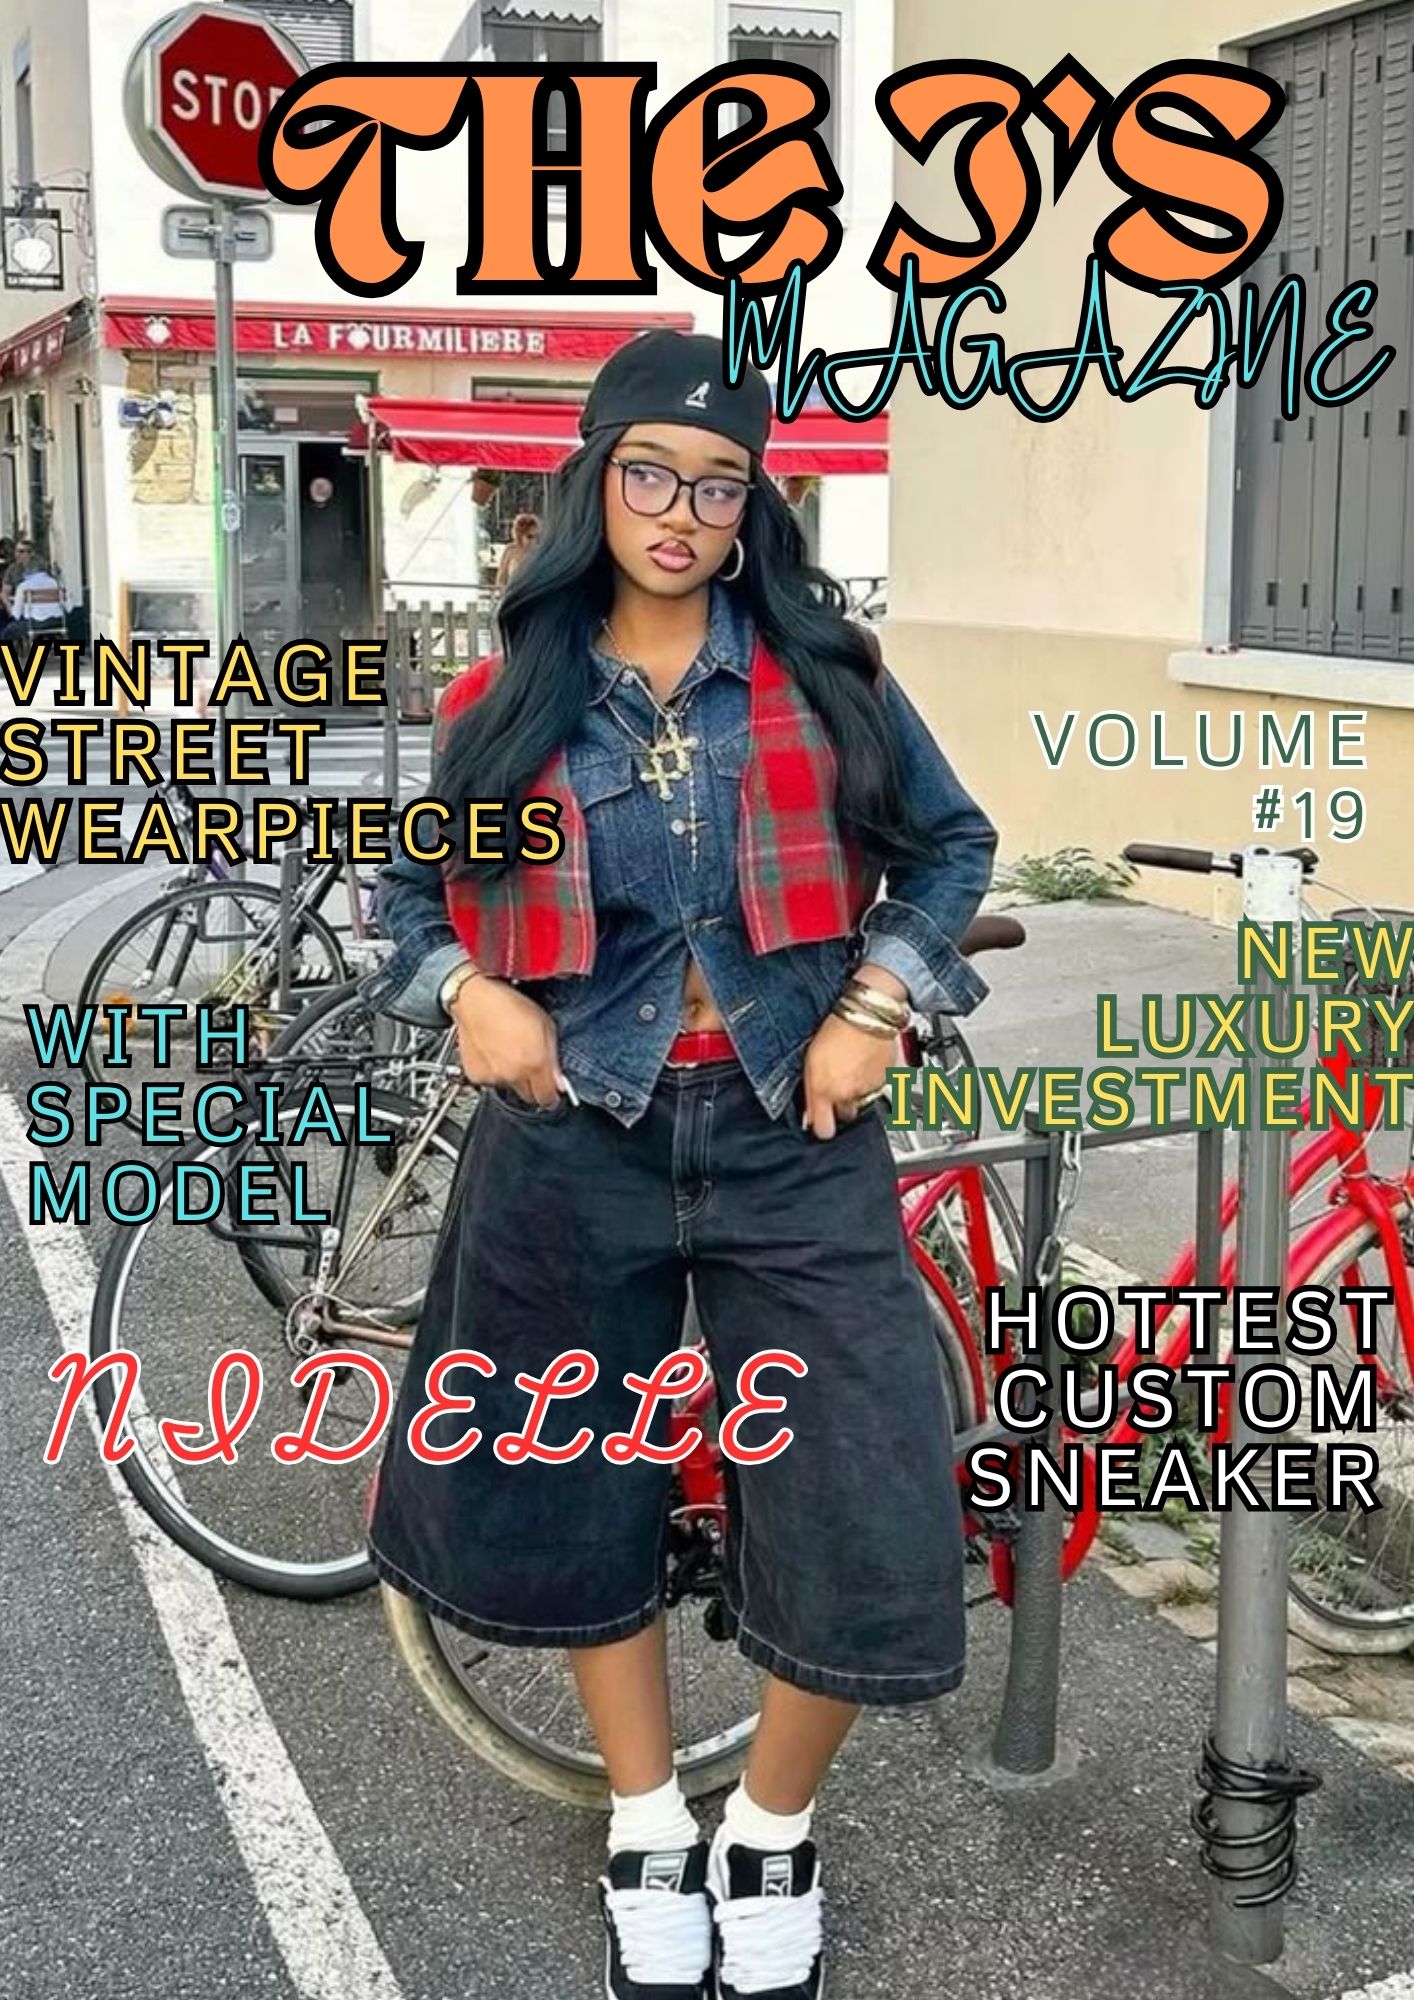 STOP
THE J'S
MAGAZINE
LA FOURMILIERE
VINTAGE
STREET
WEARPIECES
VOLUME
#19
NEW
LUXURY
INVESTMENT
WITH
SPECIAL
MODEL
HOTTEST
CUSTOM
SNEAKER
NIDELLE